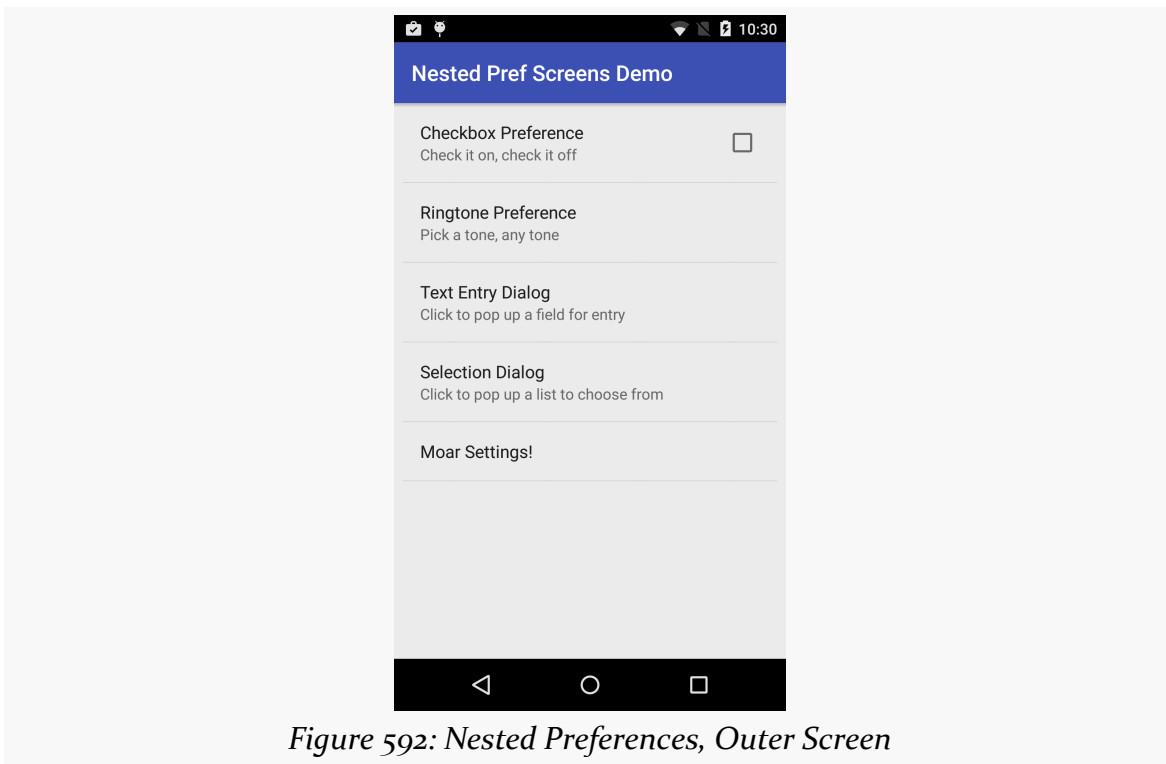 10:30
Nested Pref Screens Demo
Checkbox Preference
Check it on, check it off
Ringtone Preference
Pick a tone, any tone
Text Entry Dialog
Click to pop up a field for entry
Selection Dialog
Click to pop up a list to choose from
Moar Settings!
Figure 592: Nested Preferences, Outer Screen